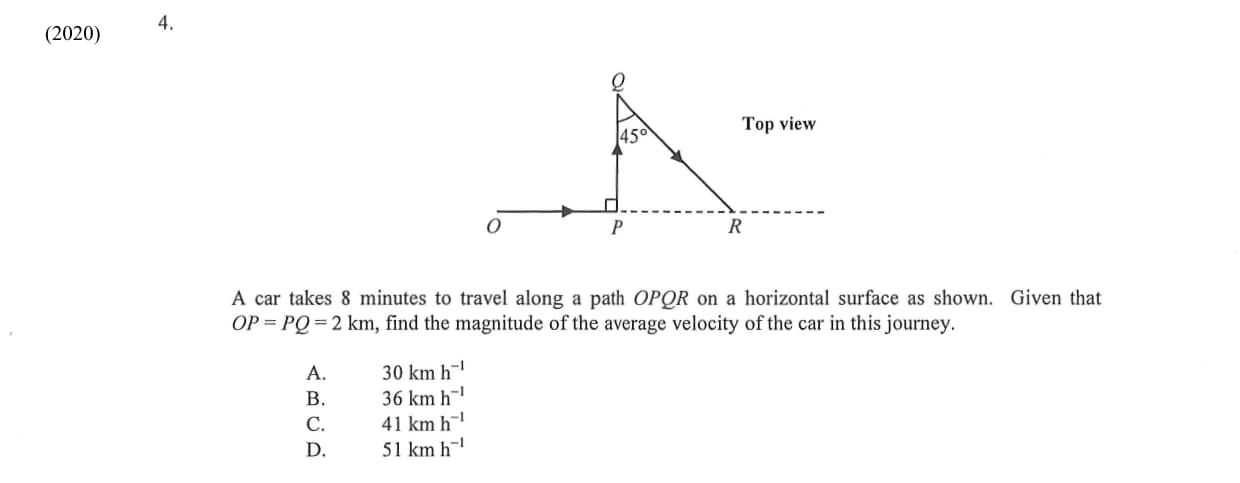 (2020)
4.
Q
45°
Top view
O
P
R
A car takes 8 minutes to travel along a path OPQR on a horizontal surface as shown. Given that
OP = PQ = 2 km, find the magnitude of the average velocity of the car in this journey.
A. 30 km h⁻¹
B. 36 km h⁻¹
C. 41 km h⁻¹
D. 51 km h⁻¹